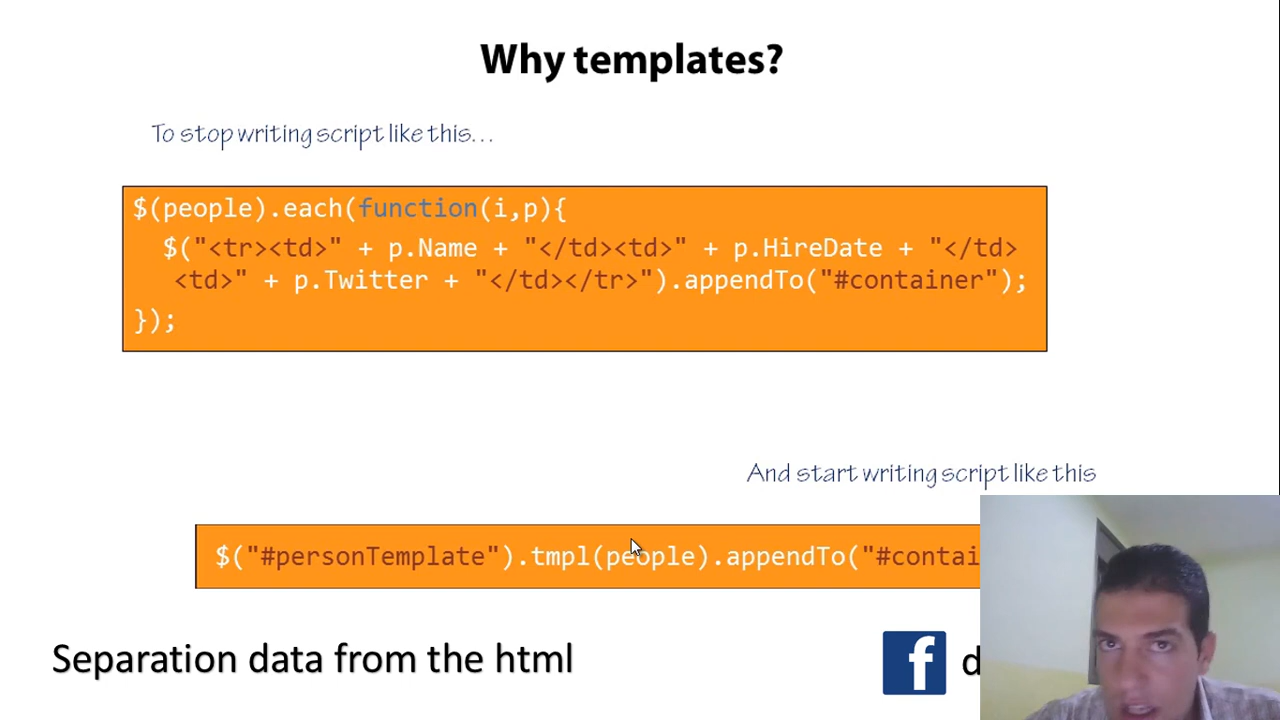 Why templates?
To stop writing script like this...
$(people).each(function(i,p){
$("<tr><td>" + p.Name + "</td><td>" + p.HireDate + "</td>
<td>" + p.Twitter + "</td></tr>").appendTo("#container");
});
And start writing script like this
$("#personTemplate").tmpl(people).appendTo("#contai
Separation data from the html
f d